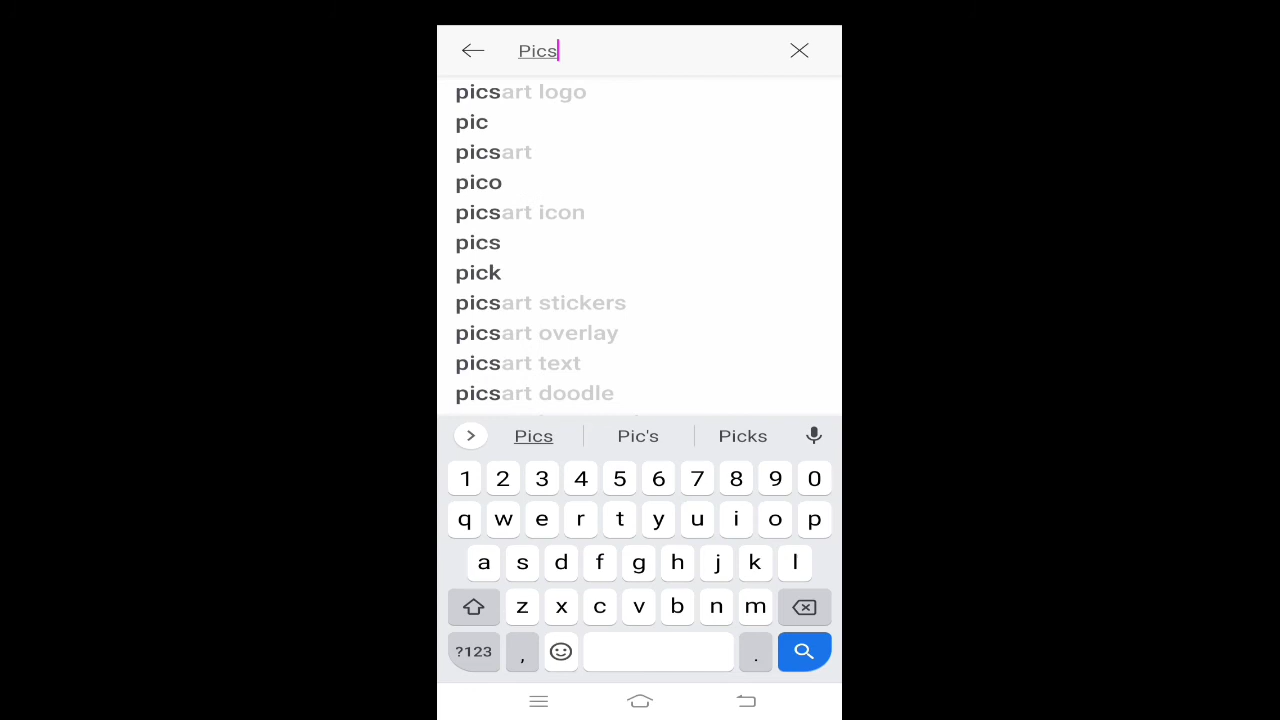 Pics
picsart logo
pic
picsart
pico
picsart icon
pics
pick
picsart stickers
picsart overlay
picsart text
picsart doodle
Pics Pic's Picks
1 2 3 4 5 6 7 8 9 0
q w e r t y u i o p
a s d f g h j k l
z x c v b n m
?123 , .